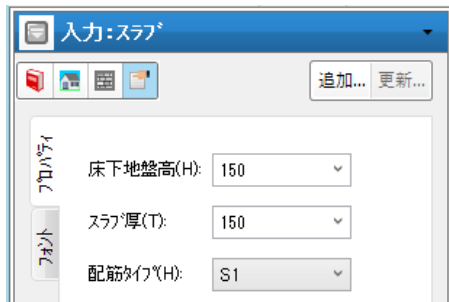 入力:ｽﾗﾌﾞ
追加... 更新...
ﾌﾟﾛﾊﾟﾃｨ
床下地盤高(H): 150
ｽﾗﾌﾞ厚(T): 150
ﾌｫﾝﾄ
配筋ﾀｲﾌﾟ(H): S1